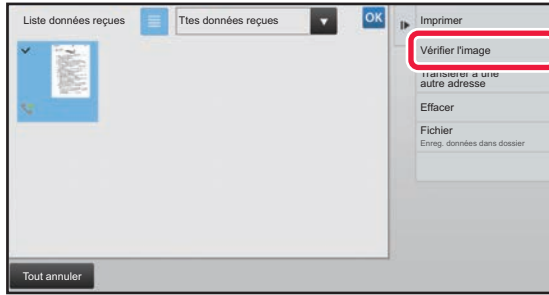 Liste données reçues
Ttes données reçues
OK
Imprimer
Vérifier l'image
Transférer à une
autre adresse
Effacer
Fichier
Enreg. données dans dossier
Tout annuler